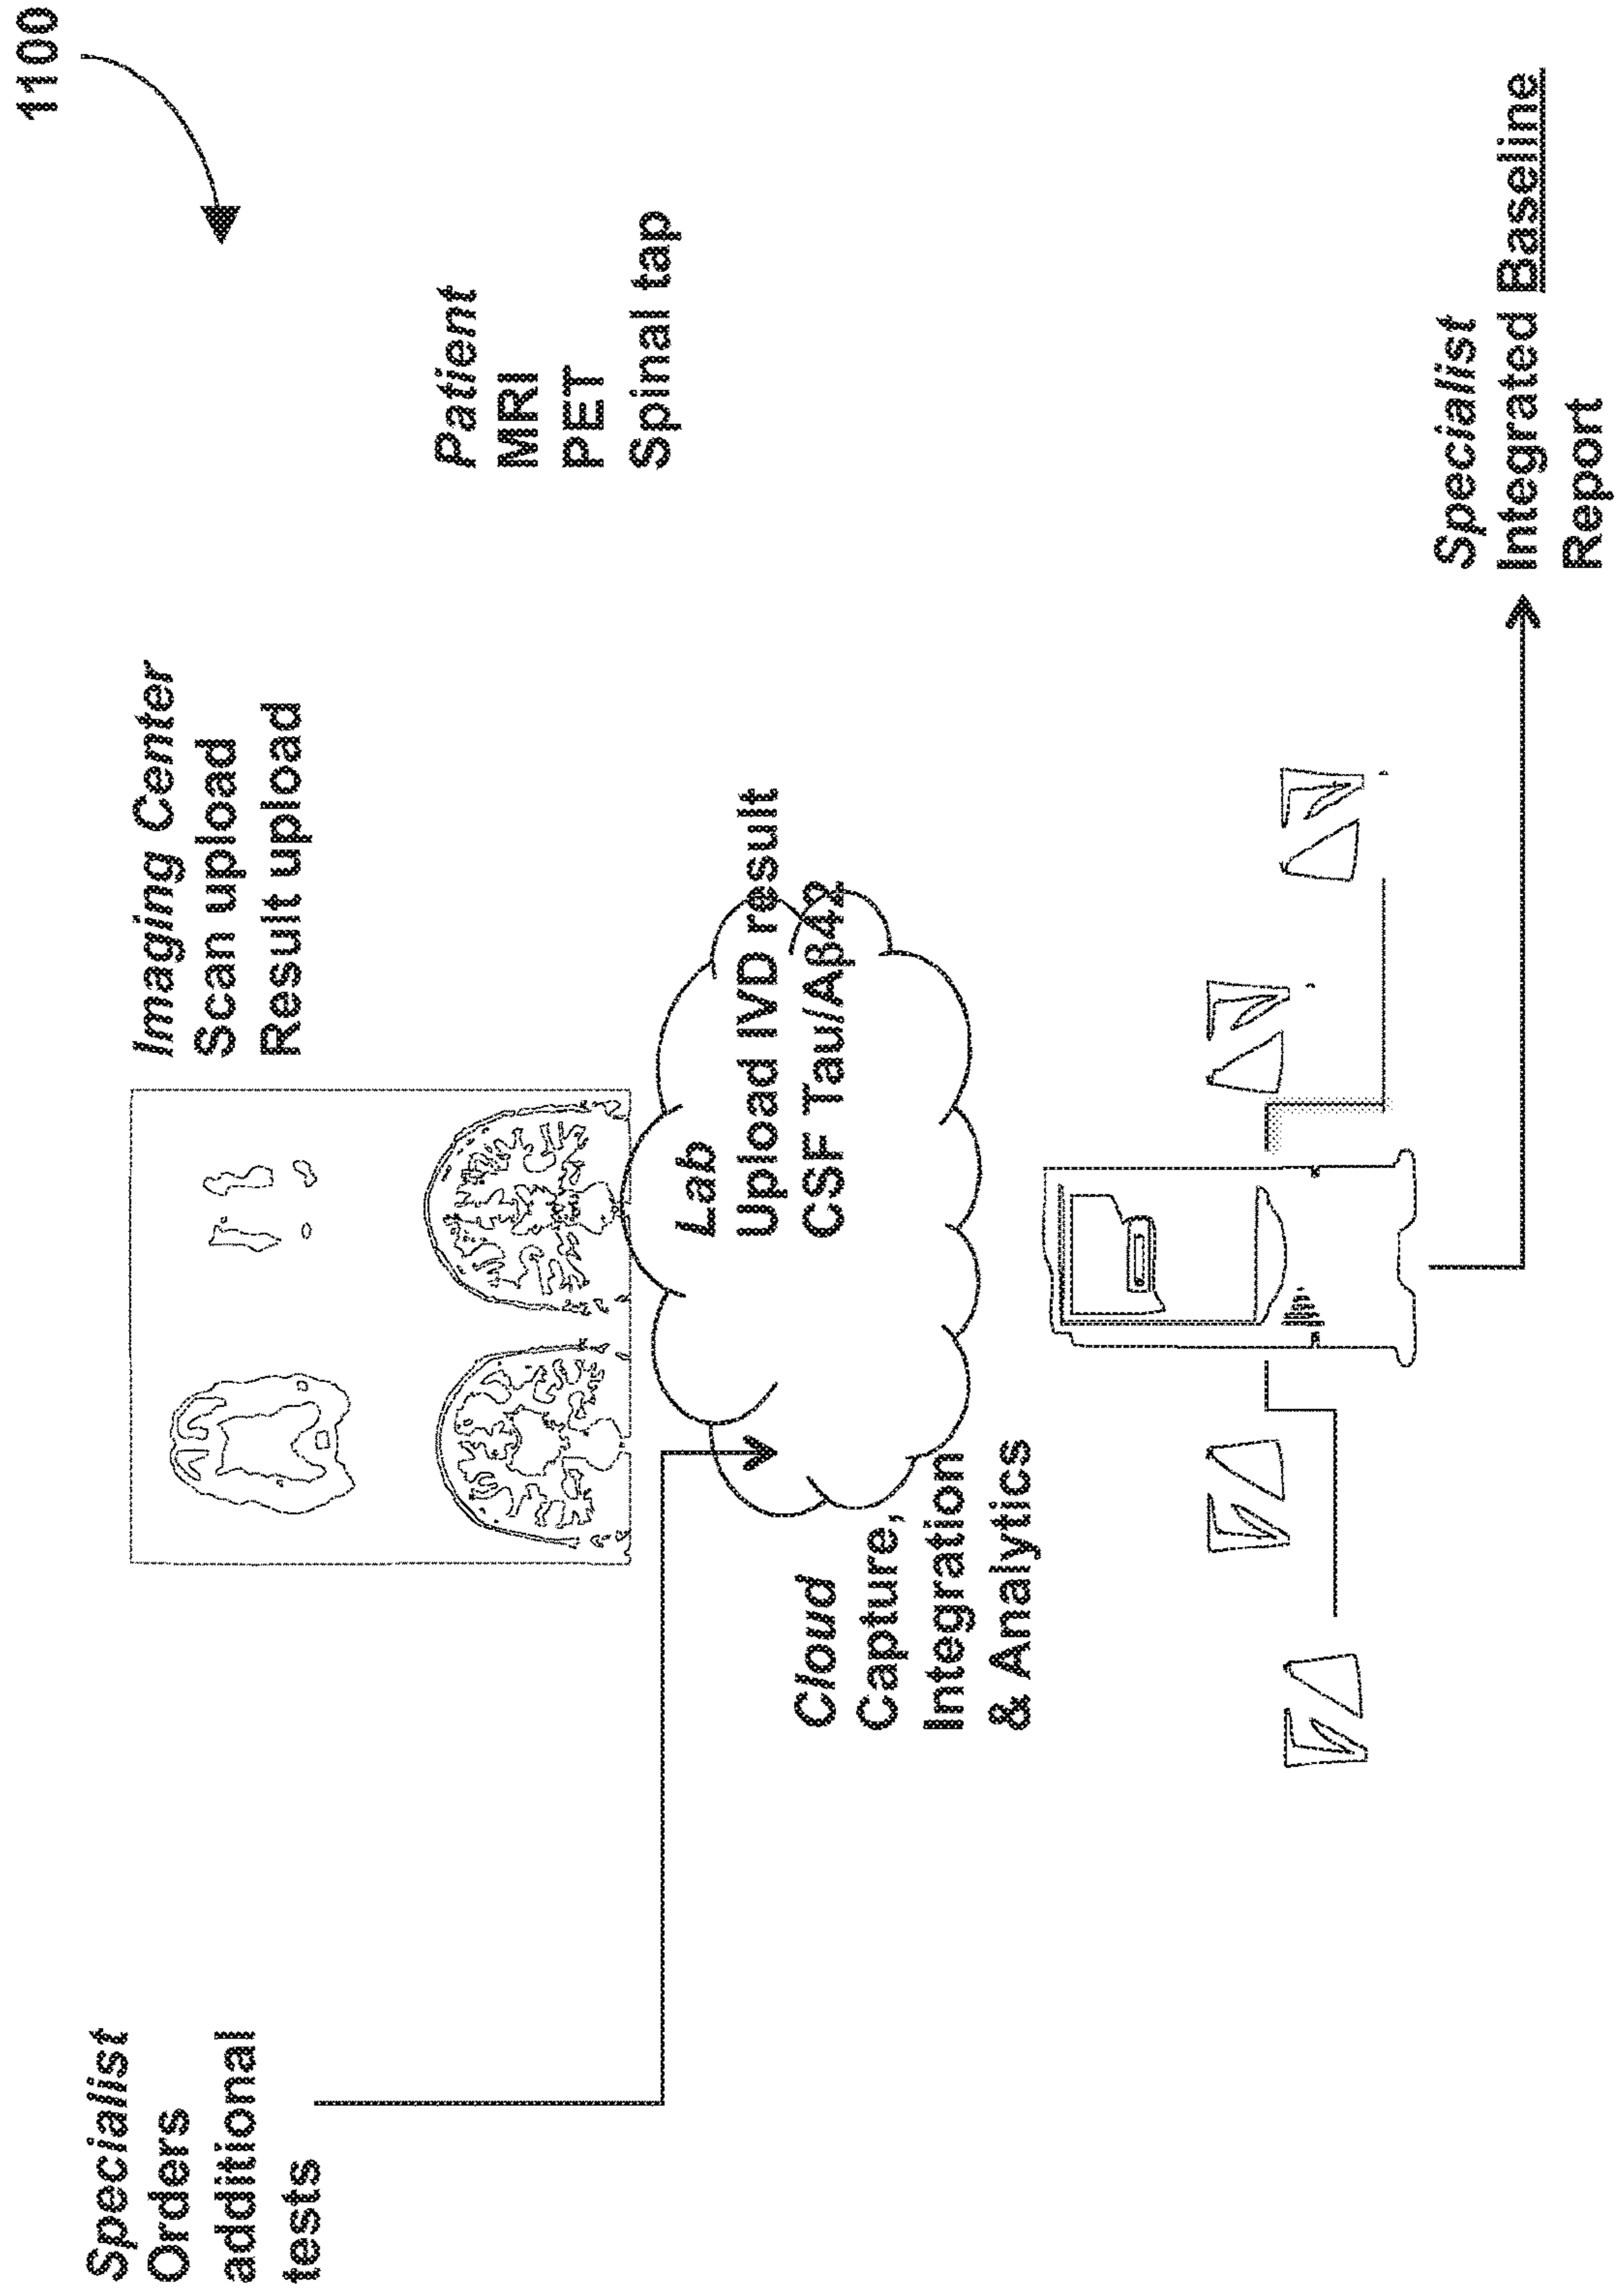 1100
Specialist
Orders
additional
tests
Imaging Center
Scan upload
Result upload
Patient
MRI
PET
Spinal tap
Lab
Upload IVD result
CSF Tau/Aβ42
Cloud
Capture,
Integration
& Analytics
Specialist
Integrated Baseline
Report